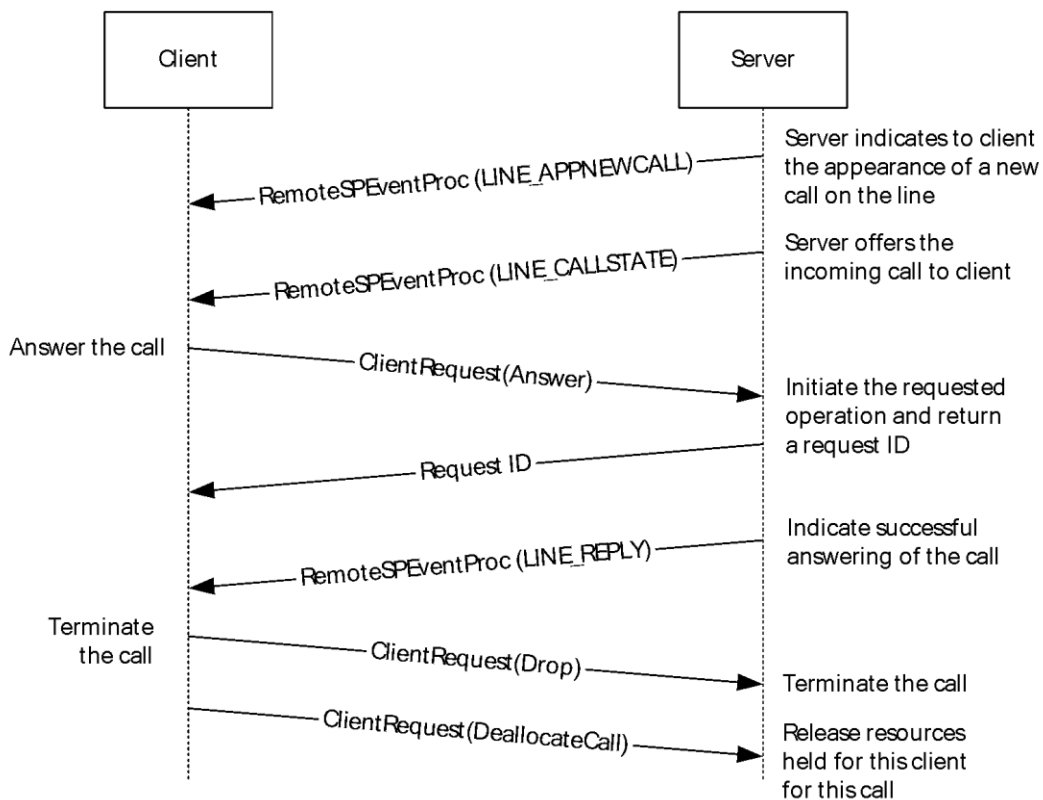 Client
Server
Server indicates to client
the appearance of a new
call on the line
RemoteSPEventProc (LINE_APPNEWCALL)
Server offers the
incoming call to client
RemoteSPEventProc (LINE_CALLSTATE)
Answer the call
ClientRequest(Answer)
Initiate the requested
operation and return
a request ID
Request ID
Indicate successful
answering of the call
RemoteSPEventProc (LINE_REPLY)
Terminate
the call
ClientRequest(Drop)
Terminate the call
ClientRequest(DeallocateCall)
Release resources
held for this client
for this call